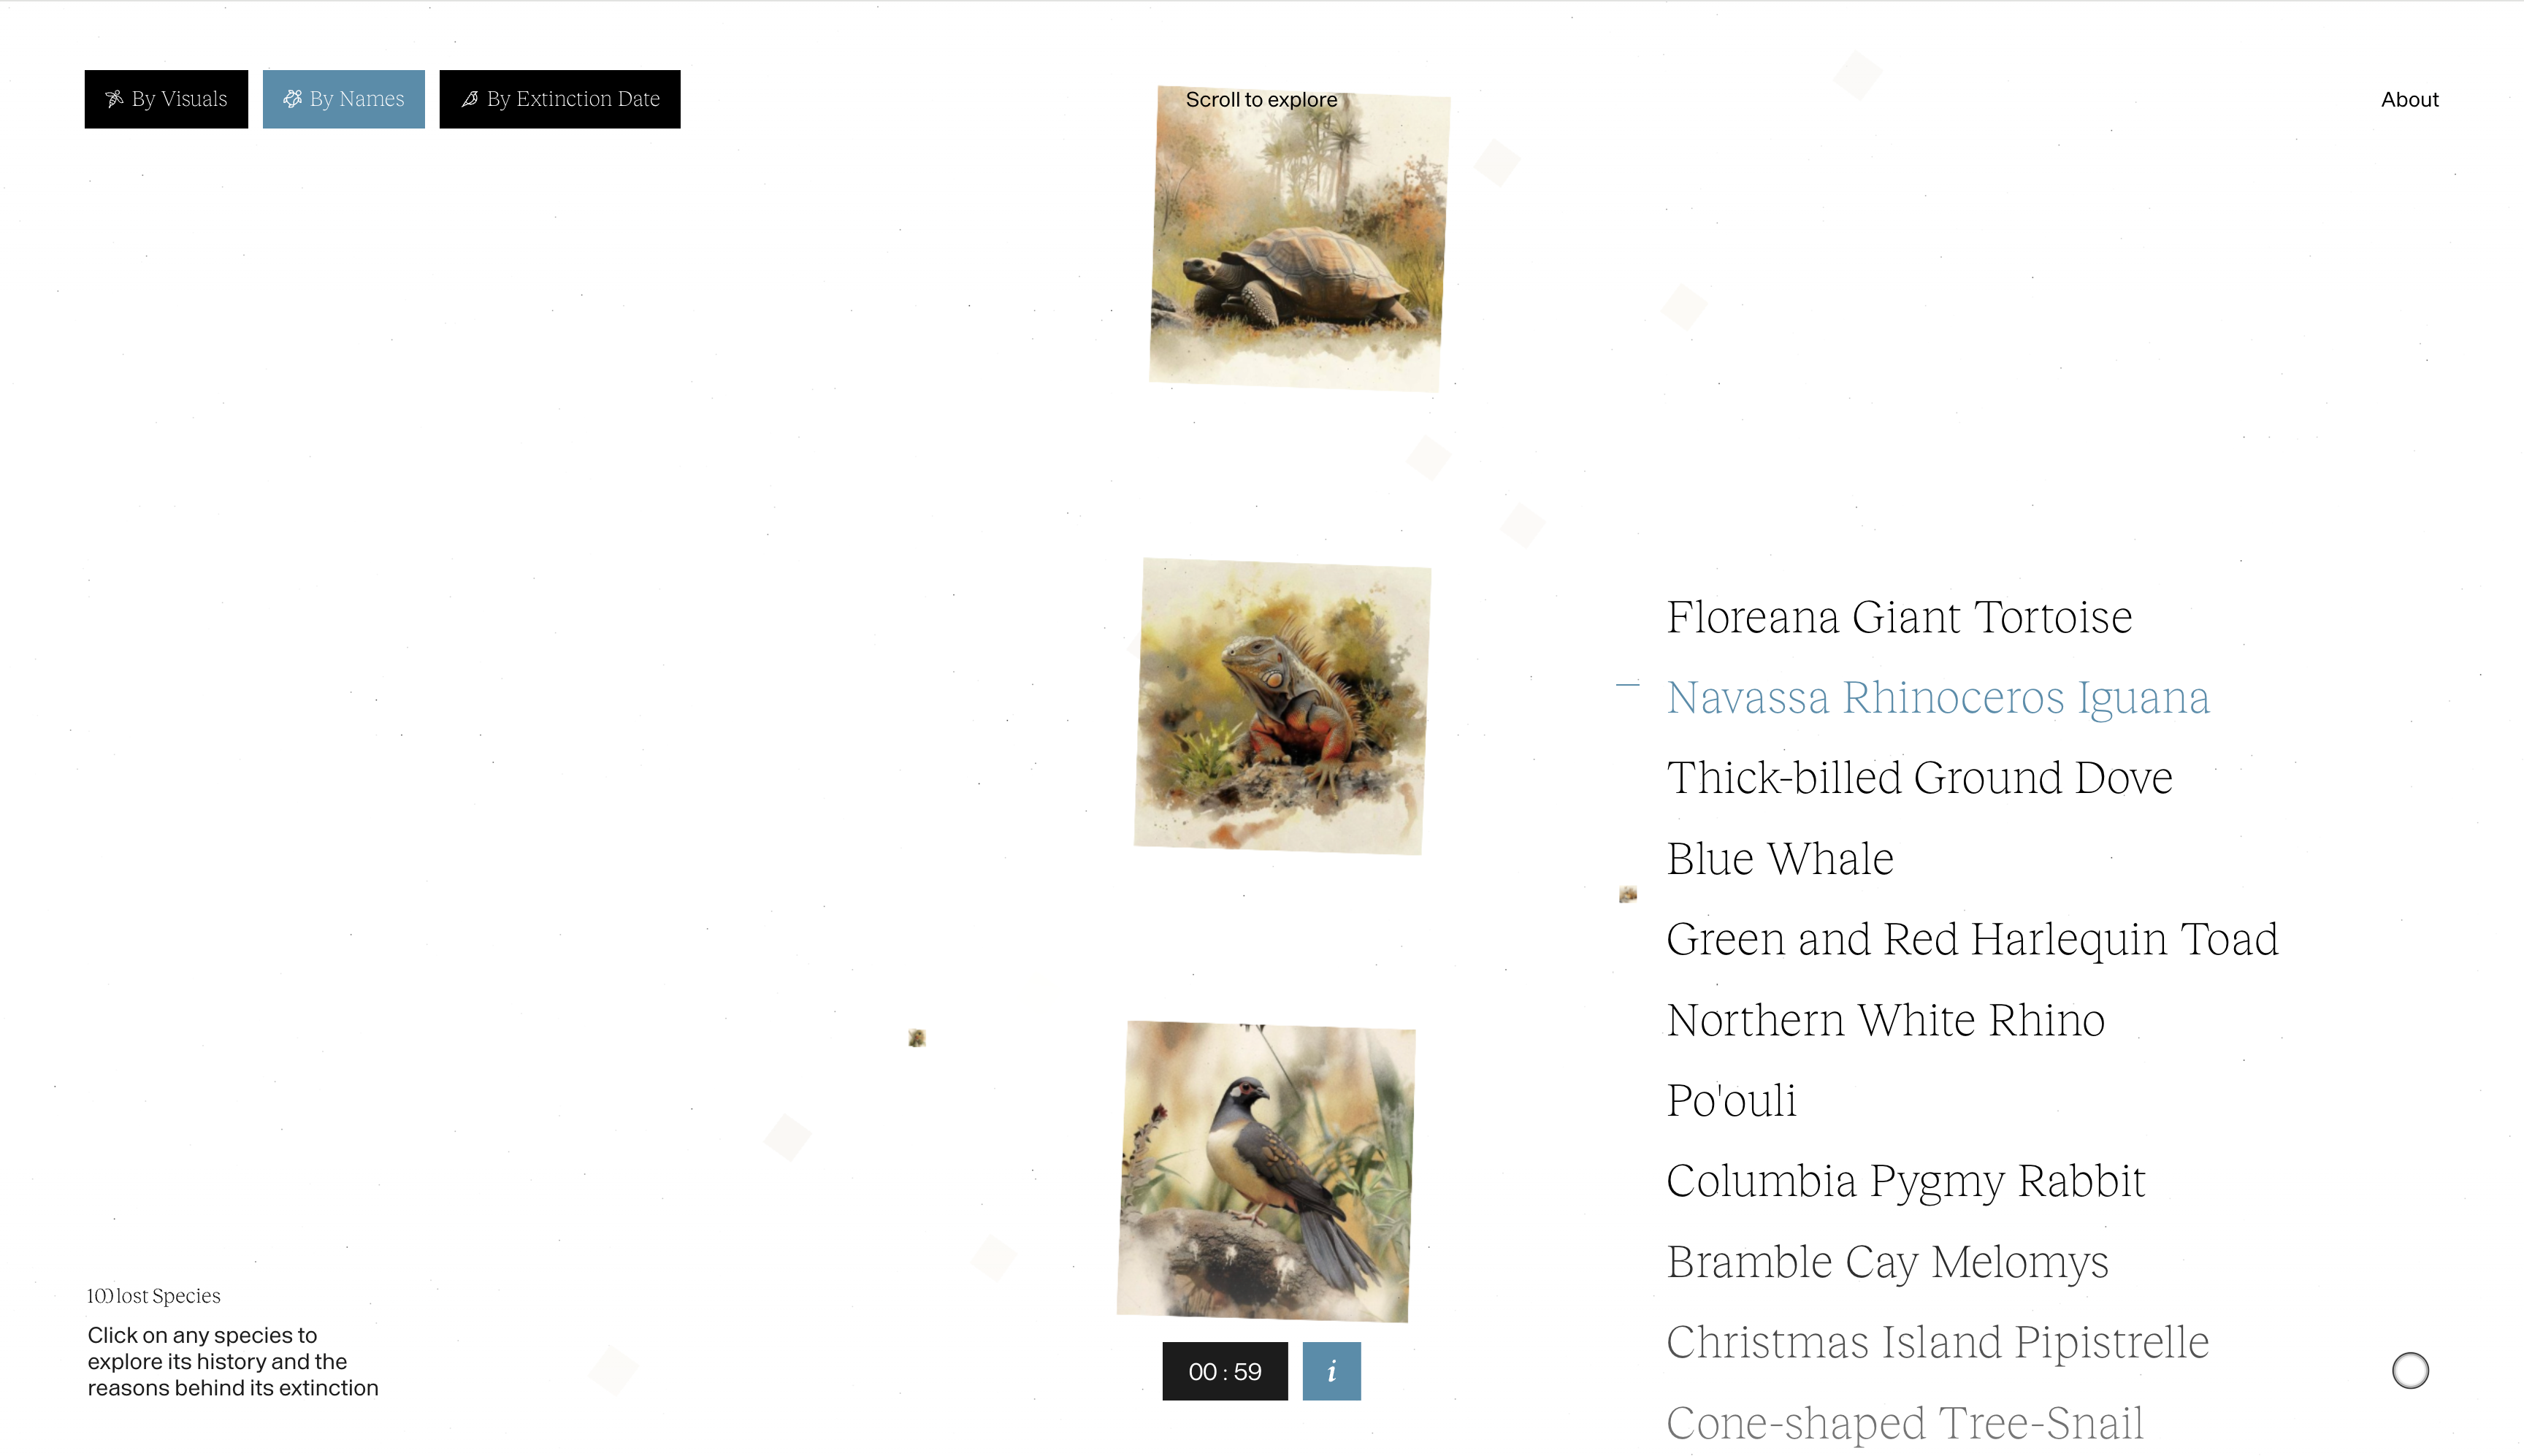 By Visuals
By Names
By Extinction Date
Scroll to explore
About
Floreana Giant Tortoise
Navassa Rhinoceros Iguana
Thick-billed Ground Dove
Blue Whale
Green and Red Harlequin Toad
Northern White Rhino
Po'ouli
Columbia Pygmy Rabbit
Bramble Cay Melomys
Christmas Island Pipistrelle
Cone-shaped Tree-Snail
100 lost Species
Click on any species to
explore its history and the
reasons behind its extinction
00 : 59
i